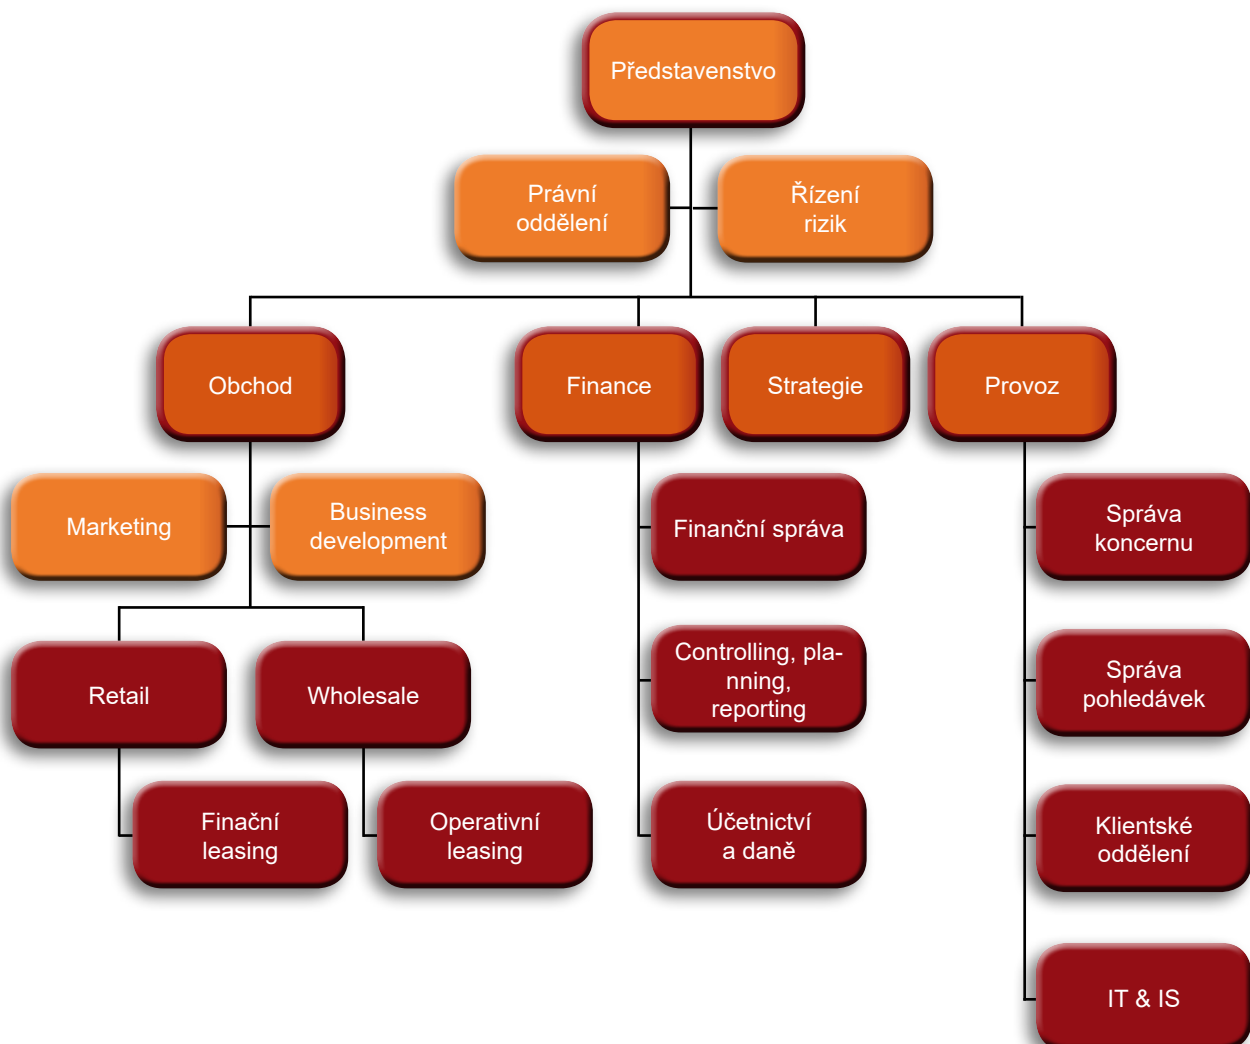 Představenstvo
Právní
oddělení
Řízení
rizik
Obchod
Finance
Strategie
Provoz
Marketing
Business
development
Finanční správa
Správa
koncernu
Retail
Wholesale
Controlling, pla-
nning,
reporting
Správa
pohledávek
Finační
leasing
Operativní
leasing
Účetnictví
a daně
Klientské
oddělení
IT & IS